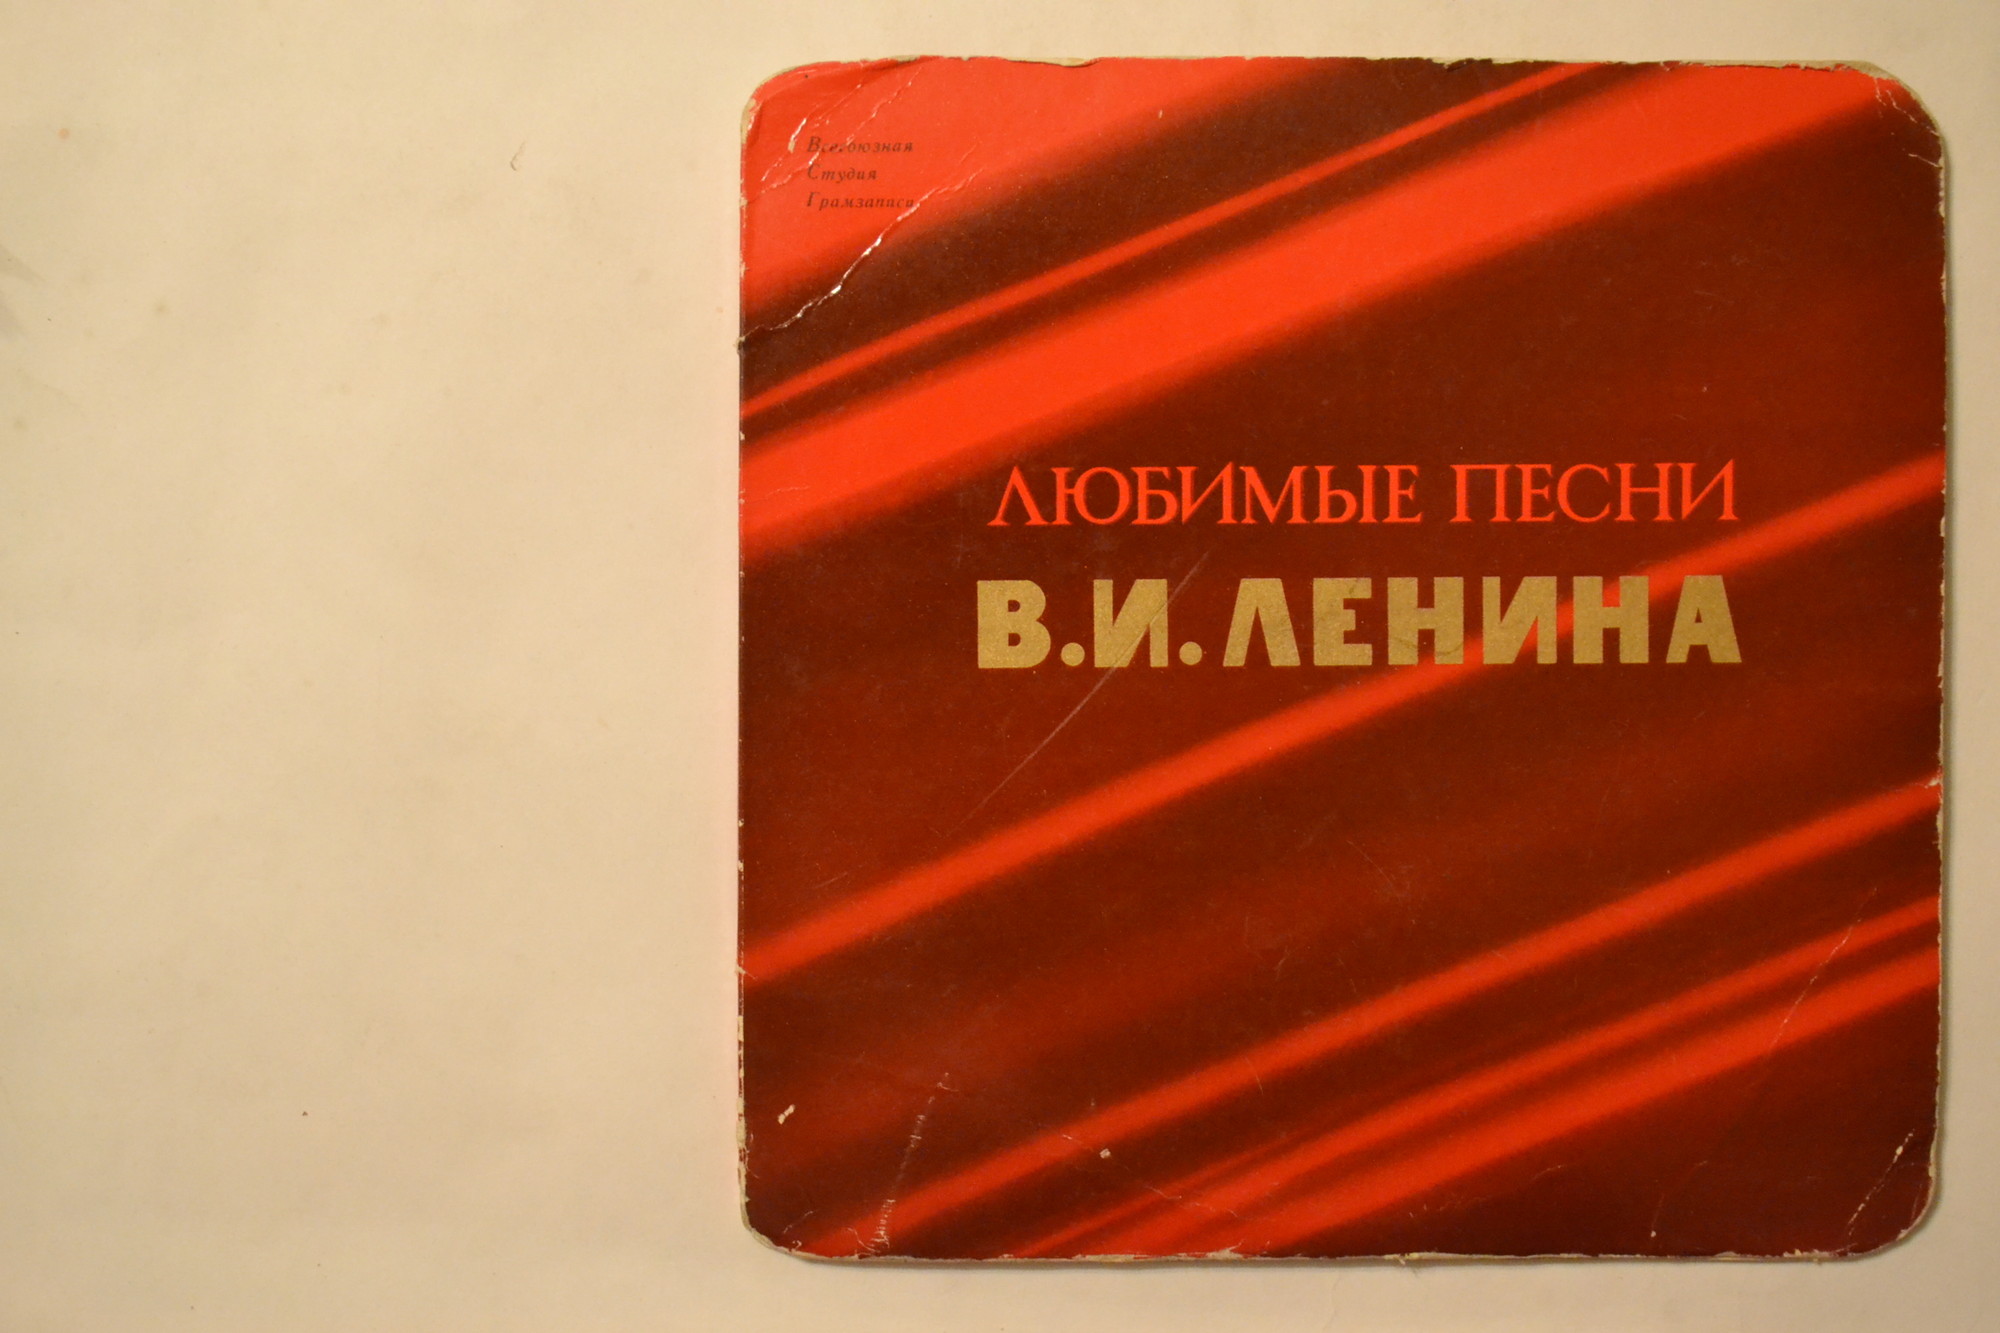 Всесоюзная
Студия
Грамзаписи
ЛЮБИМЫЕ ПЕСНИ
В.И.ЛЕНИНА